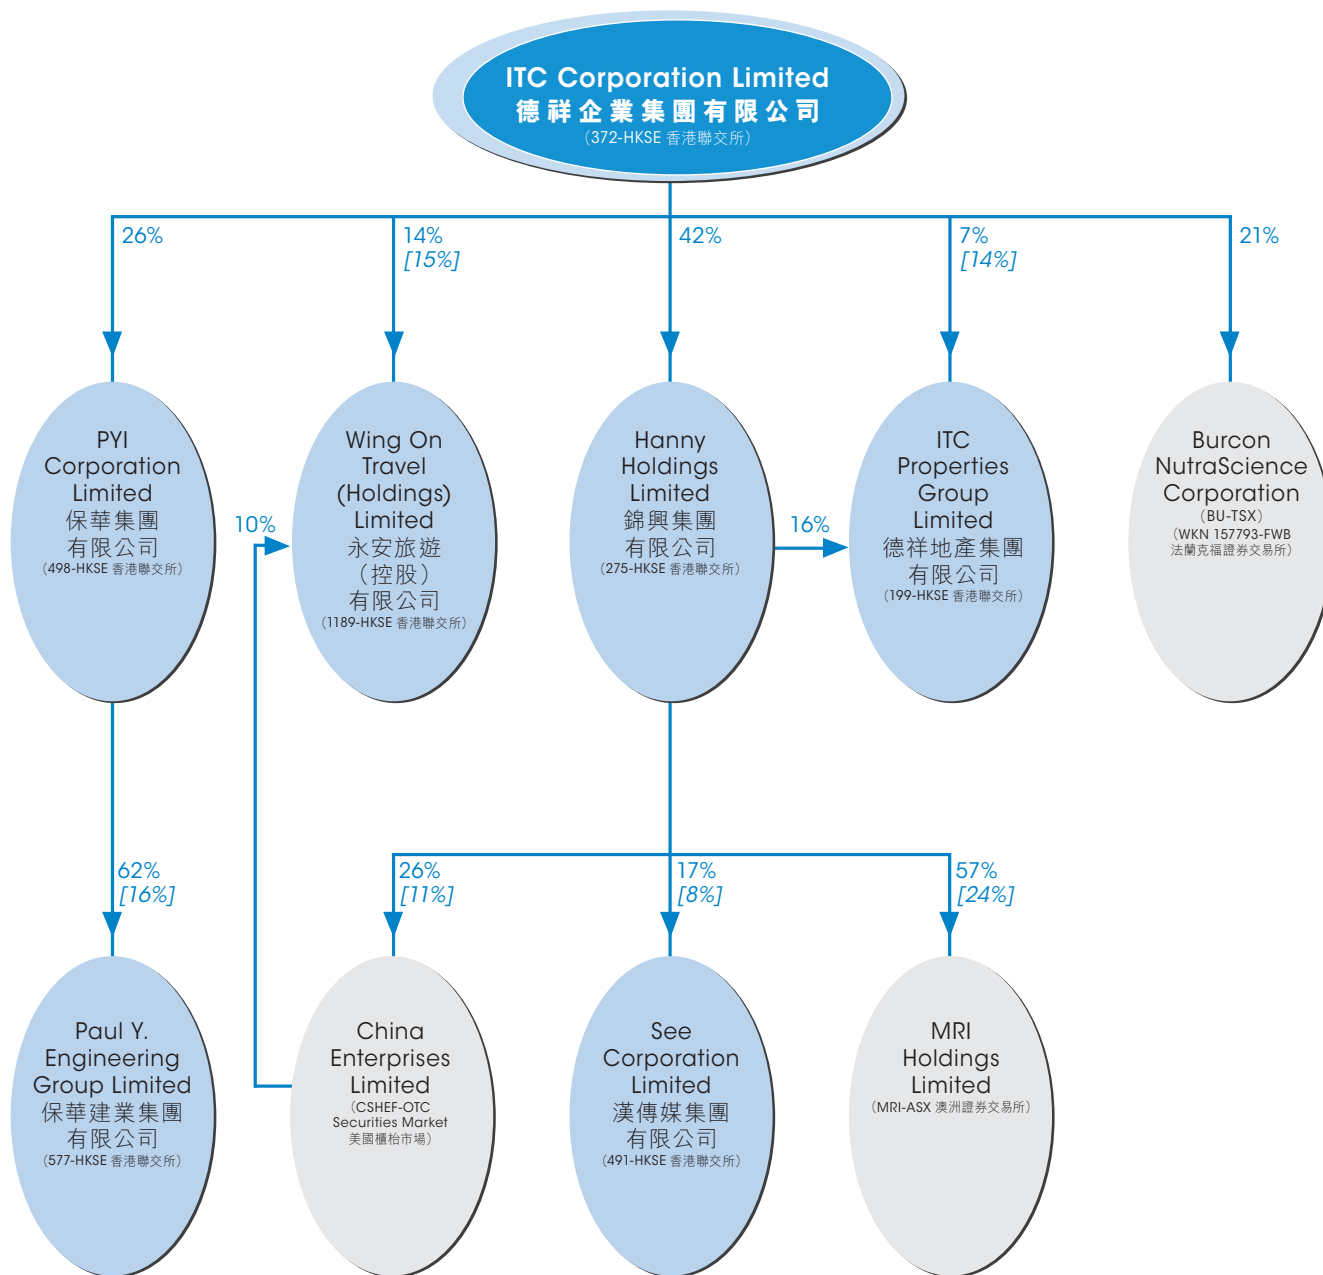 ITC Corporation Limited
德祥企業集團有限公司
(372-HKSE 香港聯交所)
26%
14%
[15%]
42%
7%
[14%]
21%
PYI
Corporation
Limited
保華集團
有限公司
(498-HKSE 香港聯交所)
10%
Wing On
Travel
(Holdings)
Limited
永安旅遊
(控股)
有限公司
(1189-HKSE 香港聯交所)
Hanny
Holdings
Limited
錦興集團
有限公司
(275-HKSE 香港聯交所)
16%
ITC
Properties
Group
Limited
德祥地產集團
有限公司
(199-HKSE 香港聯交所)
Burcon
NutraScience
Corporation
(BU-TSX)
(WKN 157793-FWB
法蘭克福證券交易所)
62%
[16%]
26%
[11%]
17%
[8%]
57%
[24%]
Paul Y.
Engineering
Group Limited
保華建業集團
有限公司
(577-HKSE 香港聯交所)
China
Enterprises
Limited
(CSHEF-OTC
Securities Market
美國櫃枱市場)
See
Corporation
Limited
漢傳媒集團
有限公司
(491-HKSE 香港聯交所)
MRI
Holdings
Limited
(MRI-ASX 澳洲證券交易所)